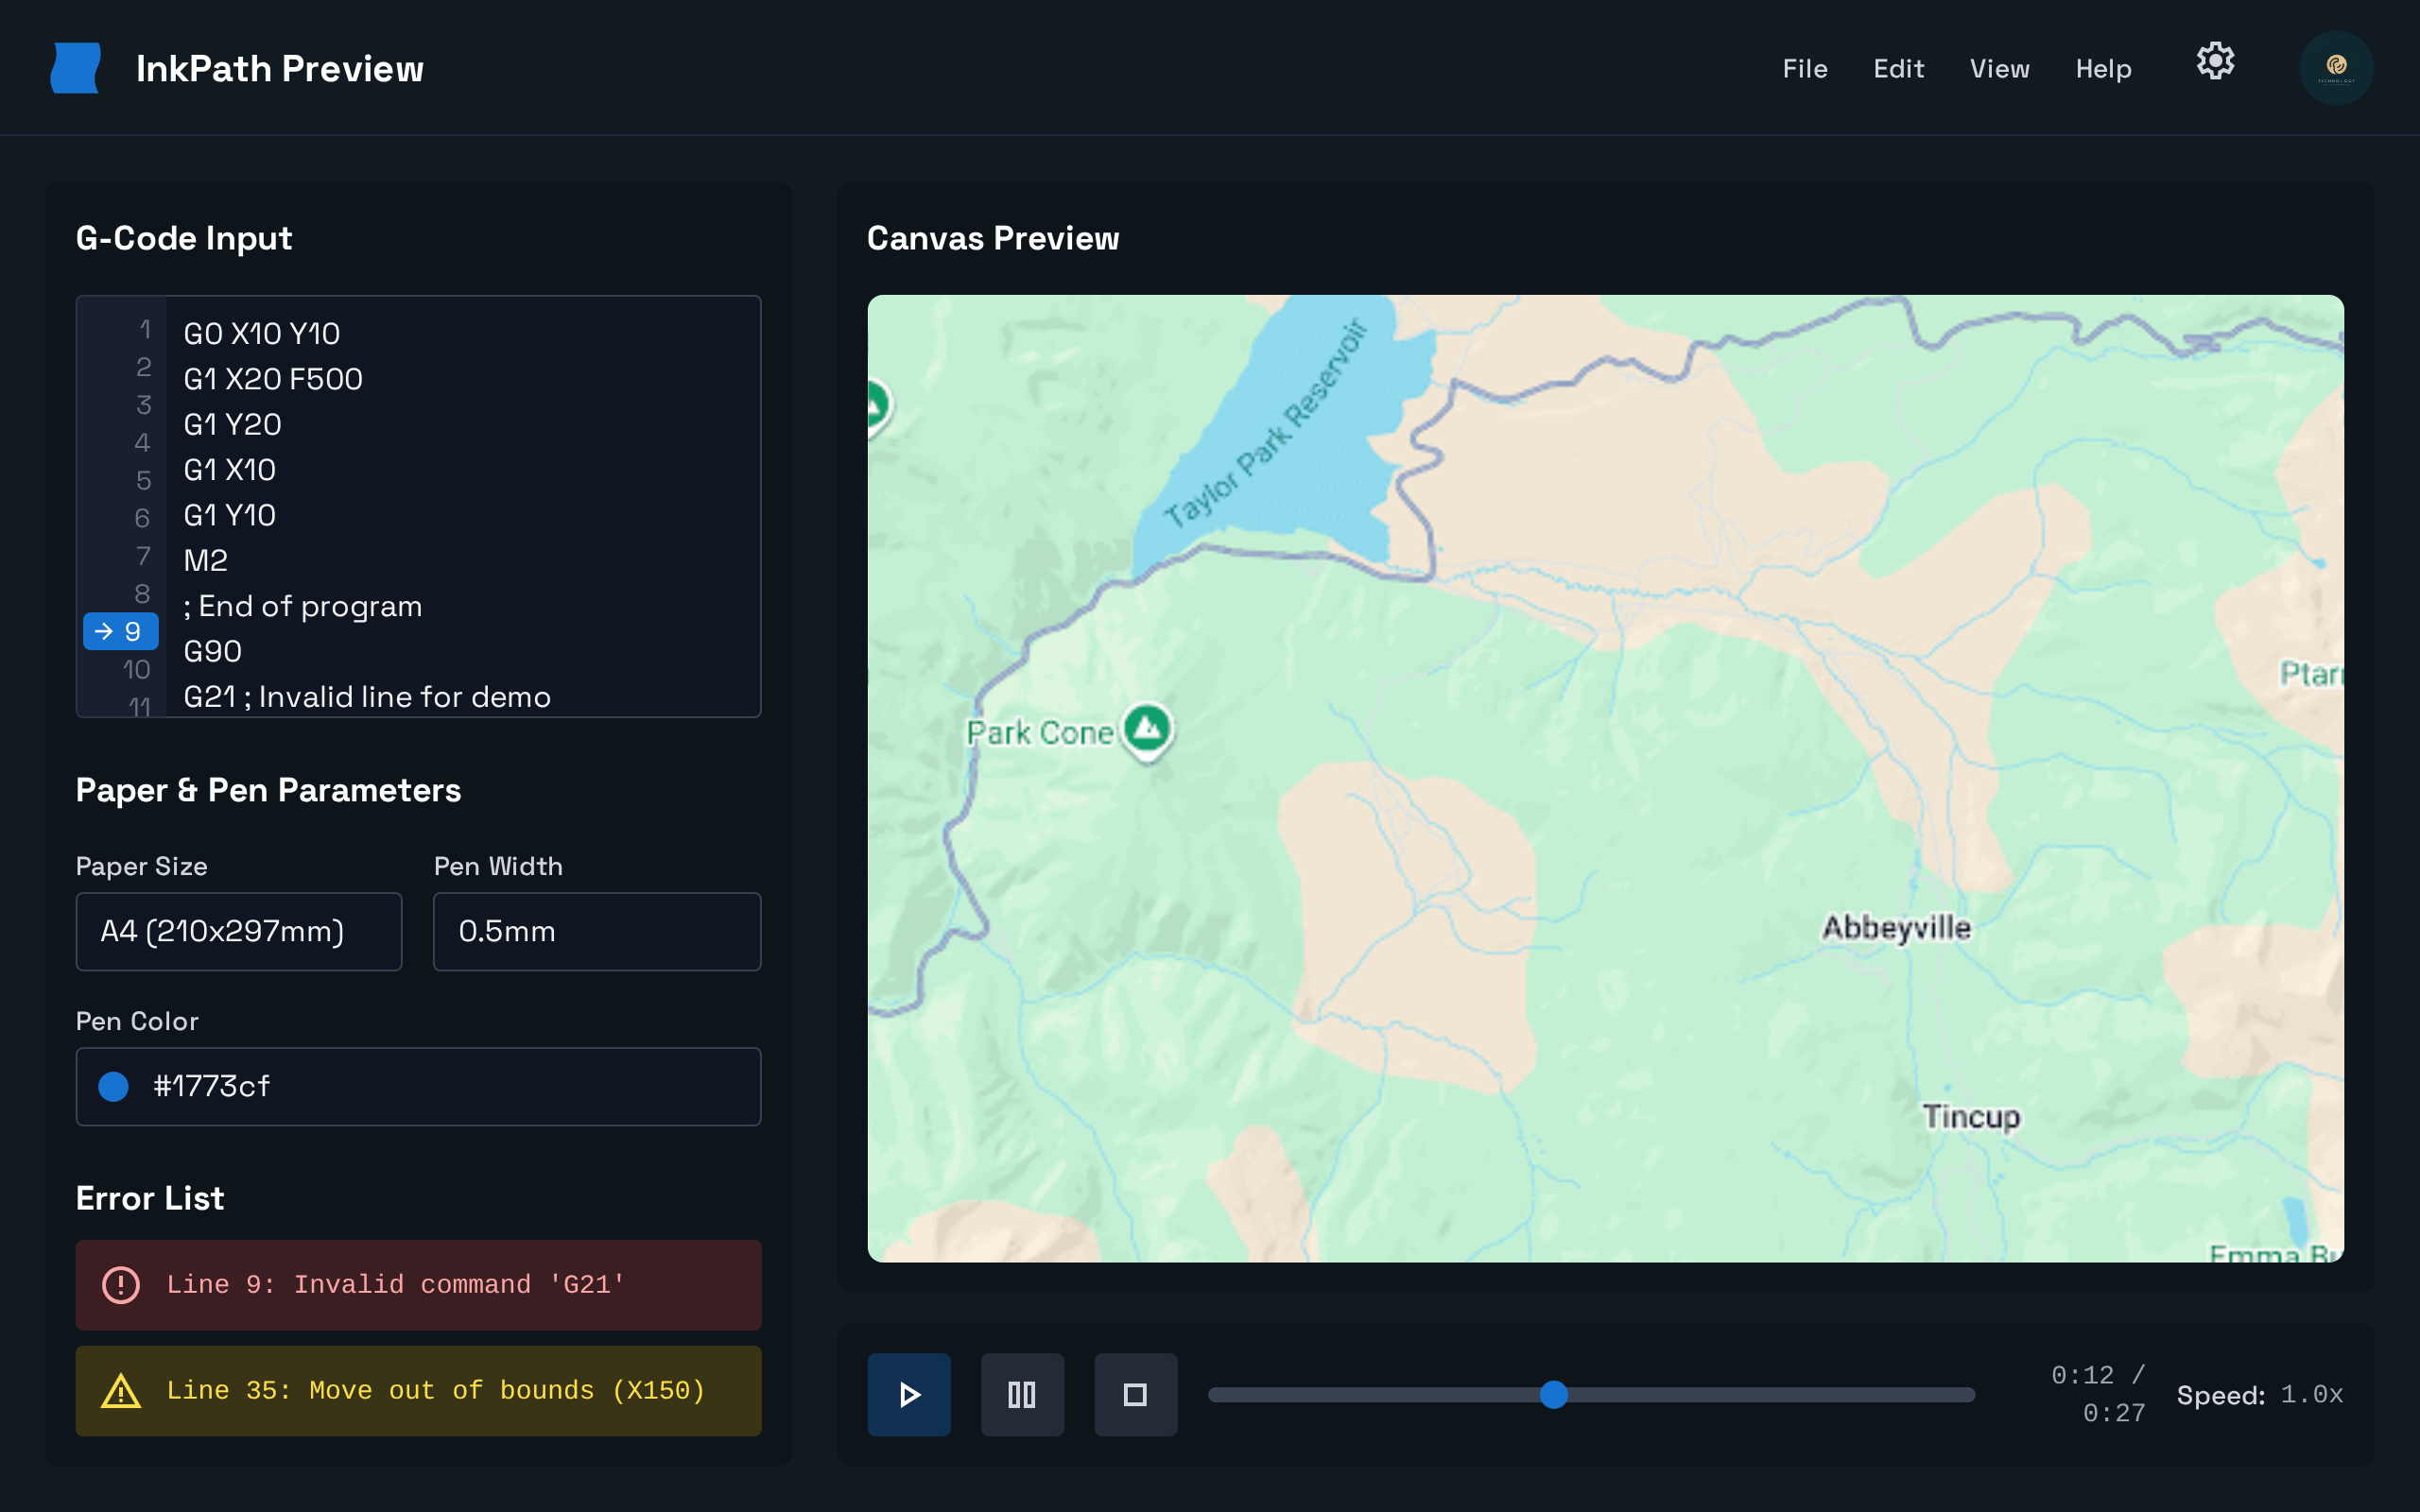 InkPath Preview
File
Edit
View
Help
TECHNOLOGY
G-Code Input
1
2
3
4
5
6
7
8
→ 9
10
11
G0 X10 Y10
G1 X20 F500
G1 Y20
G1 X10
G1 Y10
M2
; End of program
G90
G21 ; Invalid line for demo
Paper & Pen Parameters
Paper Size
Pen Width
A4 (210x297mm)
0.5mm
Pen Color
#1773cf
Error List
Line 9: Invalid command 'G21'
Line 35: Move out of bounds (X150)
Canvas Preview
Taylor Park Reservoir
Ptarr
Park Cone
Abbeyville
Tincup
Emma Bu
0:12 /
0:27
Speed: 1.0x